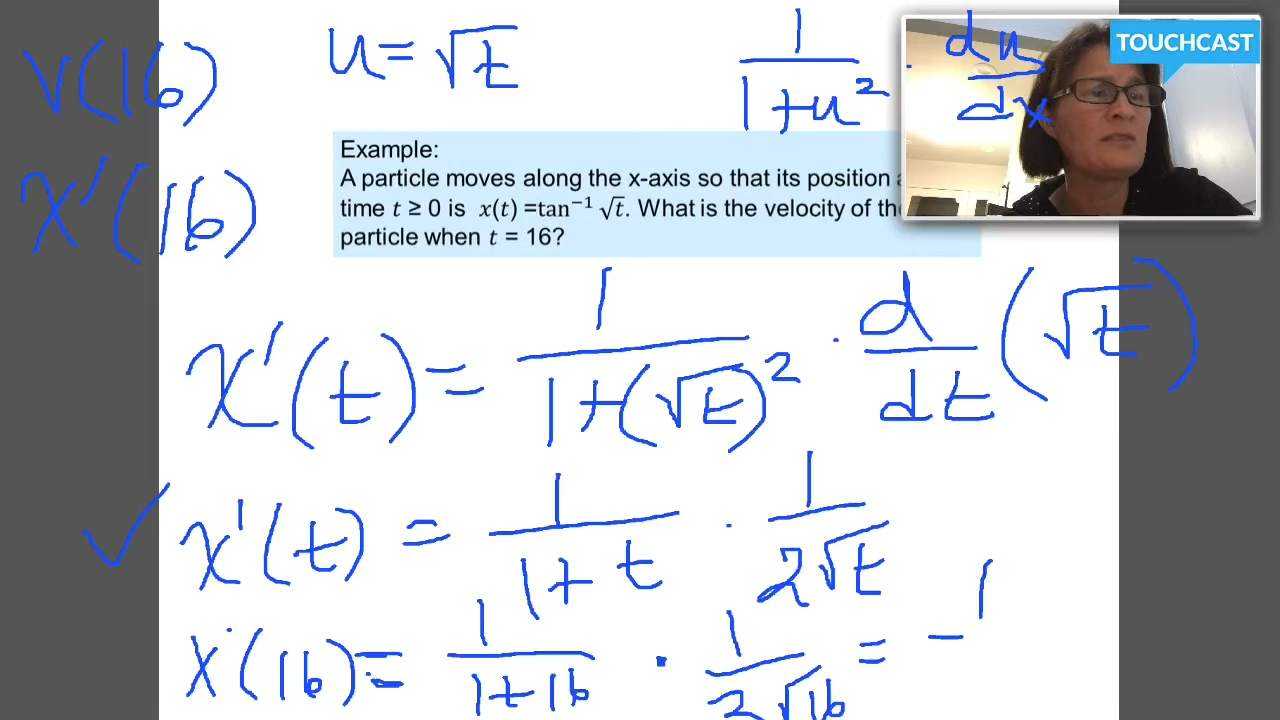 v(16)
u = √t
1/(1+u²) · du/dx
TOUCHCAST
x'(16)
Example:
A particle moves along the x-axis so that its position
time t ≥ 0 is x(t) =tan⁻¹ √t. What is the velocity of the
particle when t = 16?
x'(t) = 1/(1+(√t)²) · d/dt (√t)
✓ x'(t) = 1/(1+t) · 1/(2√t)
x'(16) = 1/(1+16) · 1/(2√16) = 1